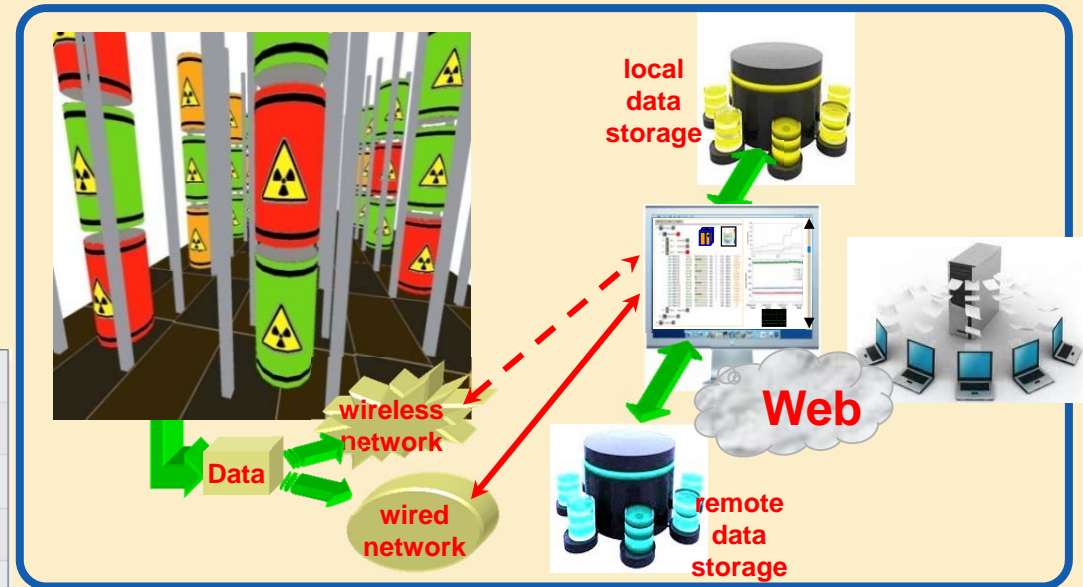 local
data
storage
wireless
network
Data
wired
network
Web
remote
data
storage